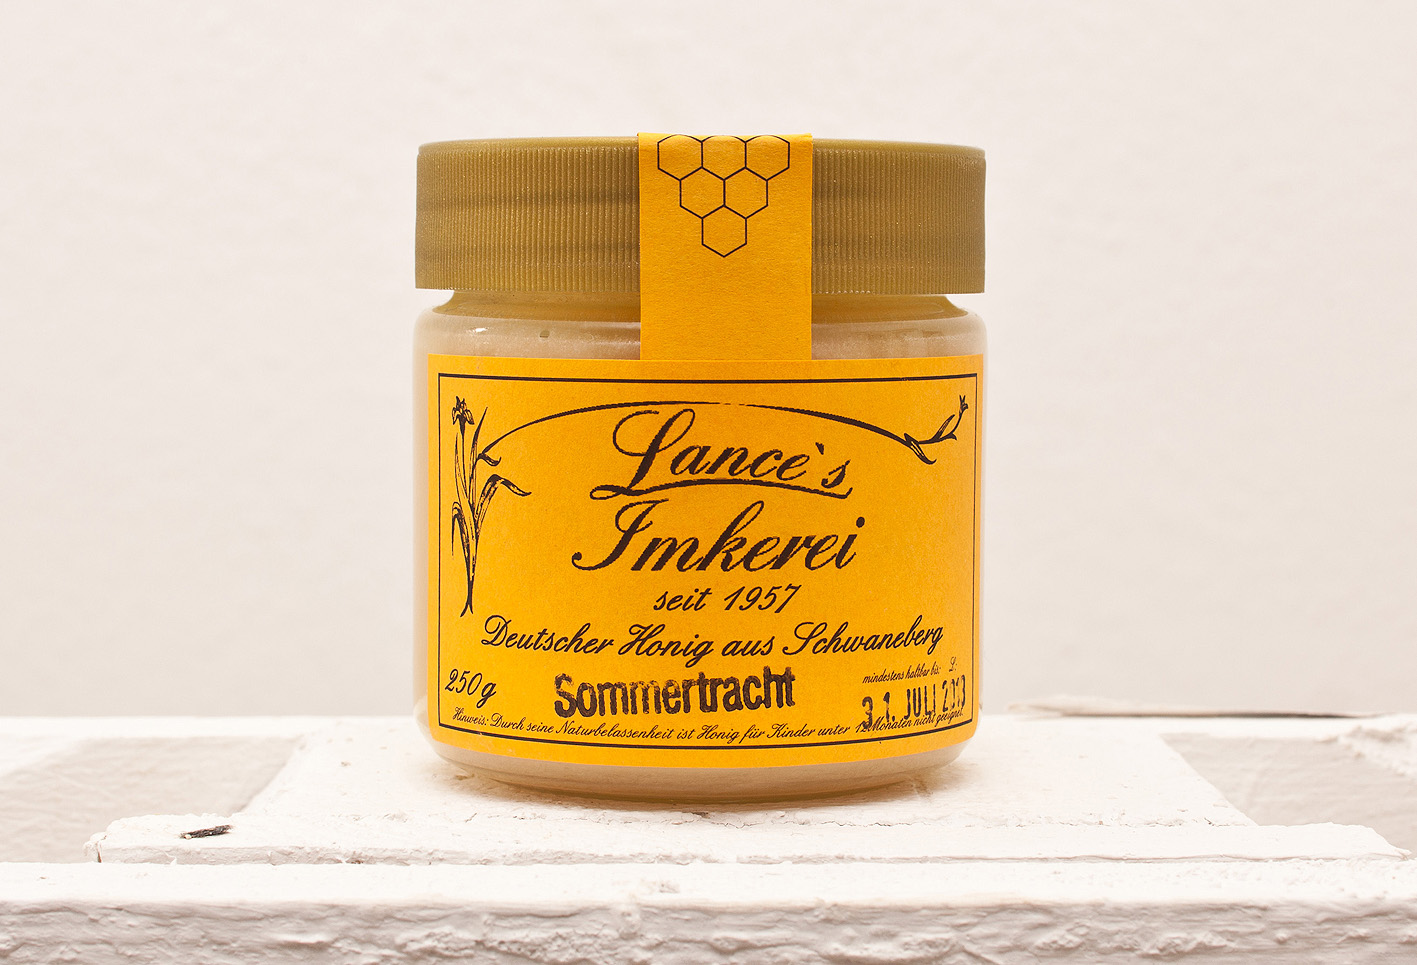 Lance`s
Imkerei
seit 1957
Deutscher Honig aus Schwaneberg
250g
Sommertracht
mindestens haltbar bis: L:
31. JULI 2013
Hinweis: Durch seine Naturbelassenheit ist Honig für Kinder unter 12 Monaten nicht geeignet.